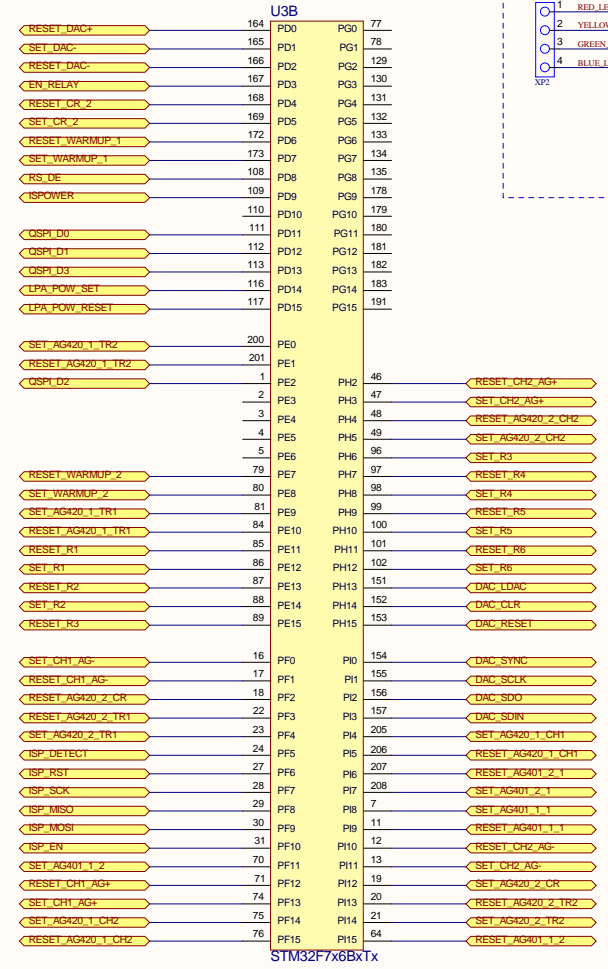 U3B
RESET_DAC+ 164 PD0 PG0 77
SET_DAC- 165 PD1 PG1 78
RESET_DAC- 166 PD2 PG2 129
EN_RELAY 167 PD3 PG3 130
RESET_CR_2 168 PD4 PG4 131
SET_CR_2 169 PD5 PG5 132
RESET_WARMUP_1 172 PD6 PG6 133
SET_WARMUP_1 173 PD7 PG7 134
RS_DE 108 PD8 PG8 135
ISPOWER 109 PD9 PG9 178
110 PD10 PG10 179
QSPI_D0 111 PD11 PG11 180
QSPI_D1 112 PD12 PG12 181
QSPI_D3 113 PD13 PG13 182
LPA_POW_SET 116 PD14 PG14 183
LPA_POW_RESET 117 PD15 PG15 191
SET_AG420_1_TR2 200 PE0
RESET_AG420_1_TR2 201 PE1
QSPI_D2 1 PE2 PH2 46 RESET_CH2_AG+
2 PE3 PH3 47 SET_CH2_AG+
3 PE4 PH4 48 RESET_AG420_2_CH2
4 PE5 PH5 49 SET_AG420_2_CH2
5 PE6 PH6 96 SET_R3
RESET_WARMUP_2 79 PE7 PH7 97 RESET_R4
SET_WARMUP_2 80 PE8 PH8 98 SET_R4
SET_AG420_1_TR1 81 PE9 PH9 99 RESET_R5
RESET_AG420_1_TR1 84 PE10 PH10 100 SET_R5
RESET_R1 85 PE11 PH11 101 RESET_R6
SET_R1 86 PE12 PH12 102 SET_R6
RESET_R2 87 PE13 PH13 151 DAC_LDAC
SET_R2 88 PE14 PH14 152 DAC_CLR
RESET_R3 89 PE15 PH15 153 DAC_RESET
SET_CH1_AG- 16 PF0 PI0 154 DAC_SYNC
RESET_CH1_AG- 17 PF1 PI1 155 DAC_SCLK
RESET_AG420_2_CR 18 PF2 PI2 156 DAC_SDO
RESET_AG420_2_TR1 22 PF3 PI3 157 DAC_SDIN
SET_AG420_2_TR1 23 PF4 PI4 205 SET_AG420_1_CH1
ISP_DETECT 24 PF5 PI5 206 RESET_AG420_1_CH1
ISP_RST 27 PF6 PI6 207 RESET_AG401_2_1
ISP_SCK 28 PF7 PI7 208 SET_AG401_2_1
ISP_MISO 29 PF8 PI8 7 SET_AG401_1_1
ISP_MOSI 30 PF9 PI9 11 RESET_AG401_1_1
ISP_EN 31 PF10 PI10 12 RESET_CH2_AG-
SET_AG401_1_2 70 PF11 PI11 13 SET_CH2_AG-
RESET_CH1_AG+ 71 PF12 PI12 19 SET_AG420_2_CR
SET_CH1_AG+ 74 PF13 PI13 20 RESET_AG420_2_TR2
SET_AG420_1_CH2 75 PF14 PI14 21 SET_AG420_2_TR2
RESET_AG420_1_CH2 76 PF15 PI15 64 RESET_AG401_1_2
STM32F7x6BxTx
1
2
3 GREEN
4
XP2